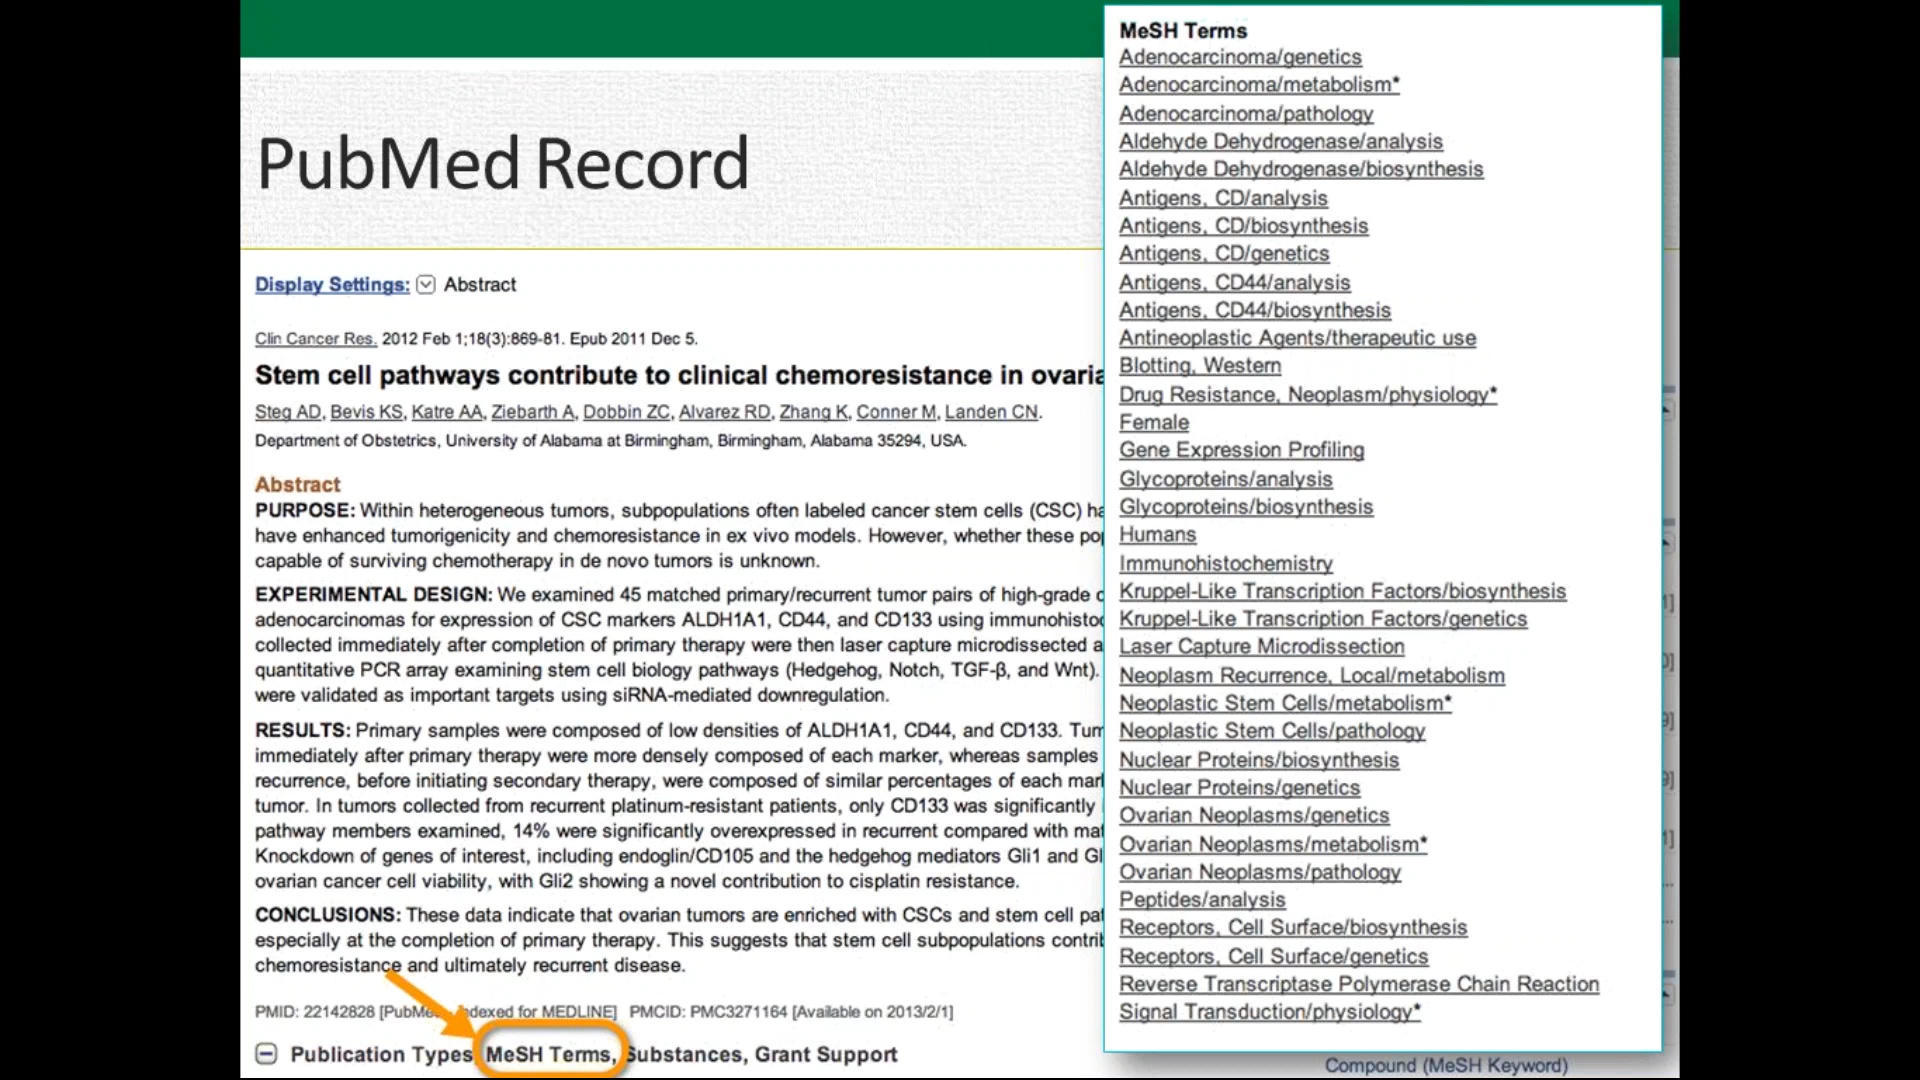 PubMed Record
Display Settings: Abstract
Clin Cancer Res. 2012 Feb 1;18(3):869-81. Epub 2011 Dec 5.
Stem cell pathways contribute to clinical chemoresistance in ovaria
Steg AD, Bevis KS, Katre AA, Ziebarth A, Dobbin ZC, Alvarez RD, Zhang K, Conner M, Landen CN.
Department of Obstetrics, University of Alabama at Birmingham, Birmingham, Alabama 35294, USA.
Abstract
PURPOSE: Within heterogeneous tumors, subpopulations often labeled cancer stem cells (CSC) ha
have enhanced tumorigenicity and chemoresistance in ex vivo models. However, whether these pop
capable of surviving chemotherapy in de novo tumors is unknown.
EXPERIMENTAL DESIGN: We examined 45 matched primary/recurrent tumor pairs of high-grade
adenocarcinomas for expression of CSC markers ALDH1A1, CD44, and CD133 using immunohistoc
collected immediately after completion of primary therapy were then laser capture microdissected a
quantitative PCR array examining stem cell biology pathways (Hedgehog, Notch, TGF-β, and Wnt).
were validated as important targets using siRNA-mediated downregulation.
RESULTS: Primary samples were composed of low densities of ALDH1A1, CD44, and CD133. Tum
immediately after primary therapy were more densely composed of each marker, whereas samples
recurrence, before initiating secondary therapy, were composed of similar percentages of each mar
tumor. In tumors collected from recurrent platinum-resistant patients, only CD133 was significantly
pathway members examined, 14% were significantly overexpressed in recurrent compared with mat
Knockdown of genes of interest, including endoglin/CD105 and the hedgehog mediators Gli1 and Gl
ovarian cancer cell viability, with Gli2 showing a novel contribution to cisplatin resistance.
CONCLUSIONS: These data indicate that ovarian tumors are enriched with CSCs and stem cell pat
especially at the completion of primary therapy. This suggests that stem cell subpopulations contrib
chemoresistance and ultimately recurrent disease.
PMID: 22142828 [PubMe ndexed for MEDLINE] PMCID: PMC3271164 [Available on 2013/2/1]
Publication Types MeSH Terms, Substances, Grant Support
MeSH Terms
Adenocarcinoma/genetics
Adenocarcinoma/metabolism*
Adenocarcinoma/pathology
Aldehyde Dehydrogenase/analysis
Aldehyde Dehydrogenase/biosynthesis
Antigens, CD/analysis
Antigens, CD/biosynthesis
Antigens, CD/genetics
Antigens, CD44/analysis
Antigens, CD44/biosynthesis
Antineoplastic Agents/therapeutic use
Blotting, Western
Drug Resistance, Neoplasm/physiology*
Female
Gene Expression Profiling
Glycoproteins/analysis
Glycoproteins/biosynthesis
Humans
Immunohistochemistry
Kruppel-Like Transcription Factors/biosynthesis
Kruppel-Like Transcription Factors/genetics
Laser Capture Microdissection
Neoplasm Recurrence, Local/metabolism
Neoplastic Stem Cells/metabolism*
Neoplastic Stem Cells/pathology
Nuclear Proteins/biosynthesis
Nuclear Proteins/genetics
Ovarian Neoplasms/genetics
Ovarian Neoplasms/metabolism*
Ovarian Neoplasms/pathology
Peptides/analysis
Receptors, Cell Surface/biosynthesis
Receptors, Cell Surface/genetics
Reverse Transcriptase Polymerase Chain Reaction
Signal Transduction/physiology*
Compound (MeSH Keyword)